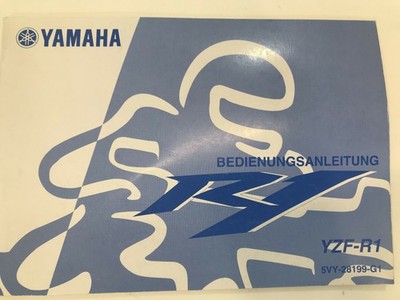 YAMAHA
BEDIENUNGSANLEITUNG
R1
YZF-R1
5VY-28199-G1